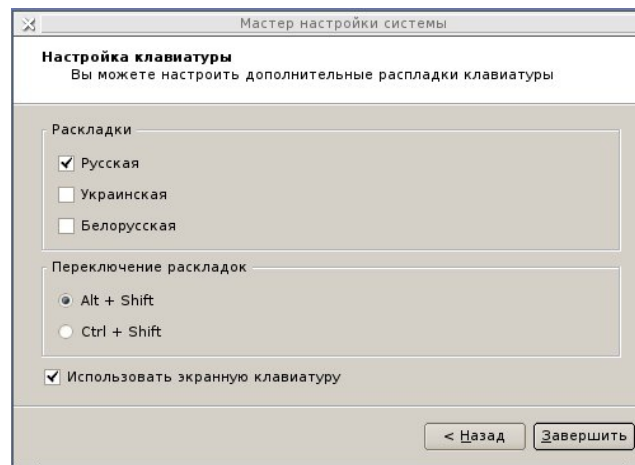 Мастер настройки системы
Настройка клавиатуры
Вы можете настроить дополнительные распладки клавиатуры
Раскладки
Русская
Украинская
Белорусская
Переключение раскладок
Alt + Shift
Ctrl + Shift
Использовать экранную клавиатуру
< Назад Завершить